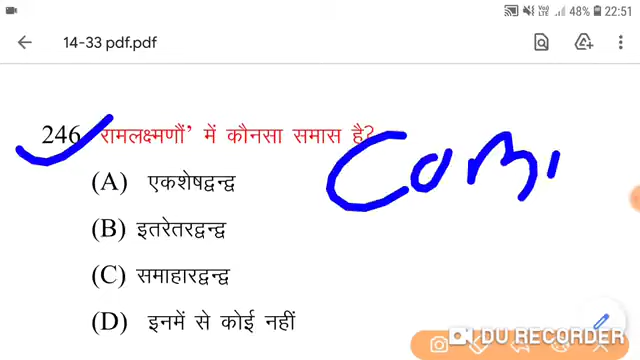 48% 22:51
14-33 pdf.pdf
246 रामलक्ष्मणौं' में कौनसा समास है?
(A) एकशेषद्वन्द्व
(B) इतरेतरद्वन्द्व
(C) समाहारद्वन्द्व
(D) इनमें से कोई नहीं
DU RECORDER